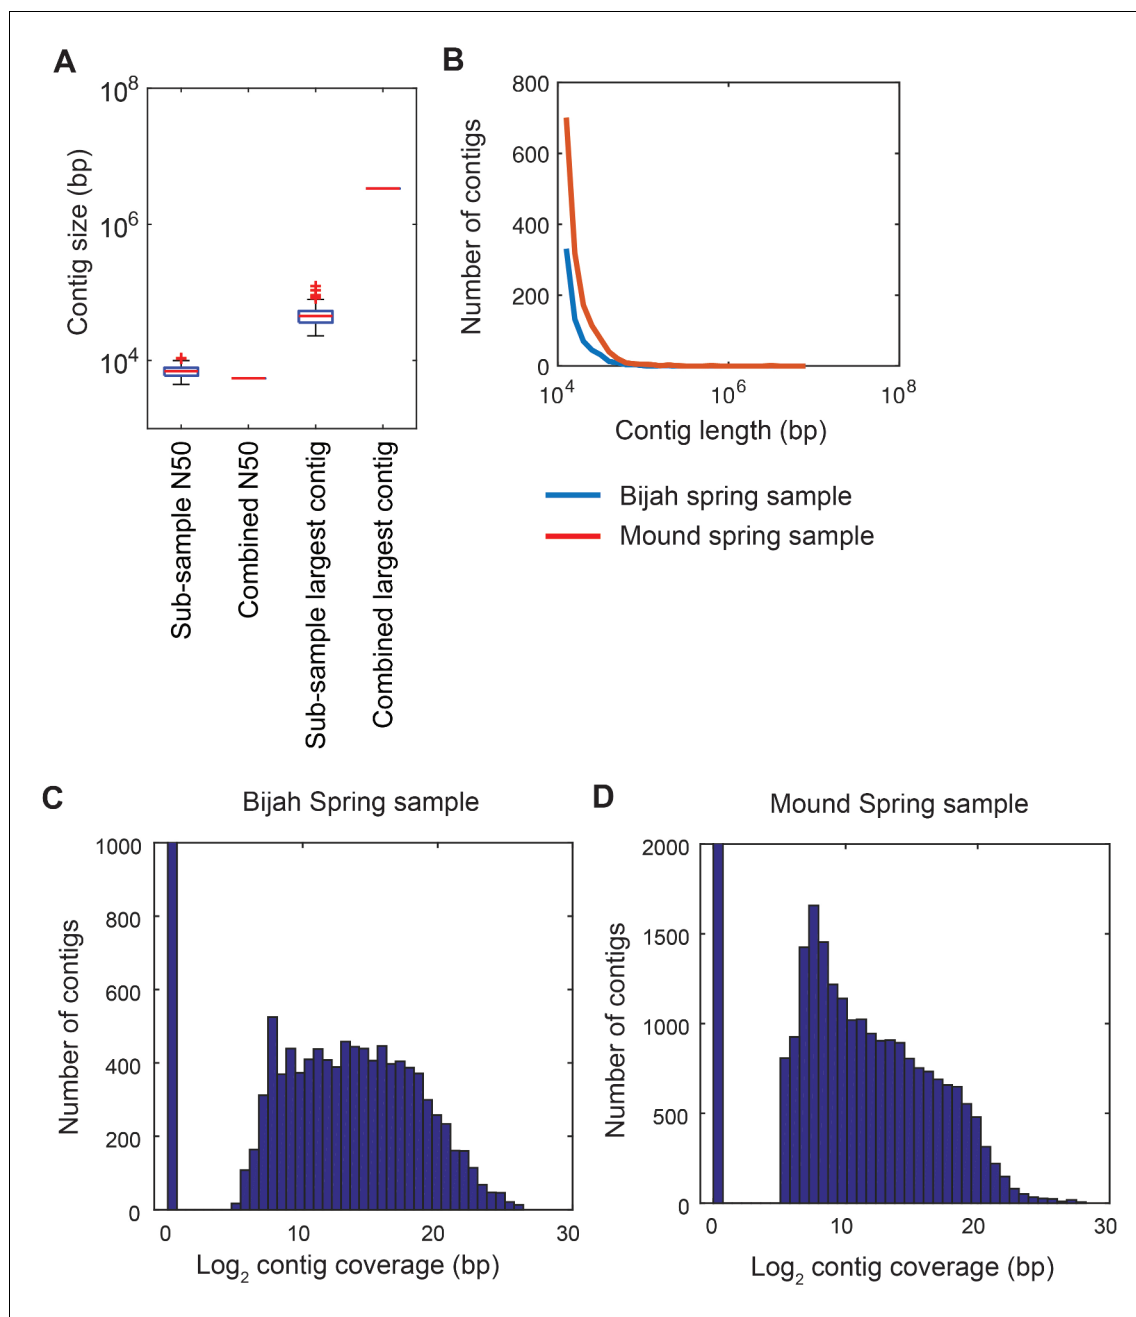 A
10^8
10^6
10^4
Contig size (bp)
Sub-sample N50
Combined N50
Sub-sample largest contig
Combined largest contig
B
800
600
400
200
0
Number of contigs
10^4
10^6
10^8
Contig length (bp)
Bijah spring sample
Mound spring sample
C
Bijah Spring sample
1000
800
600
400
200
0
Number of contigs
0
10
20
30
Log_2 contig coverage (bp)
D
Mound Spring sample
2000
1500
1000
500
0
Number of contigs
0
10
20
30
Log_2 contig coverage (bp)